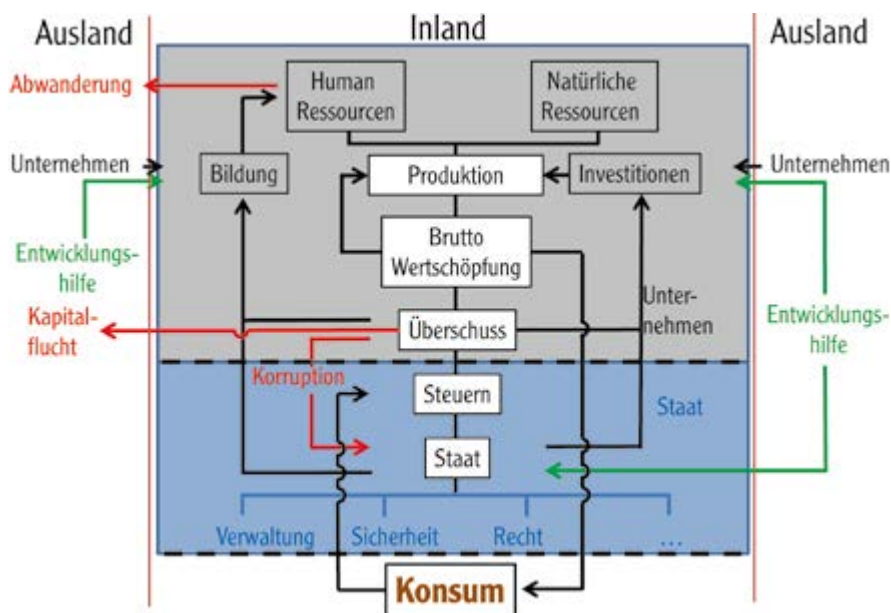 Ausland
Inland
Ausland
Abwanderung
Human
Ressourcen
Natürliche
Ressourcen
Unternehmen
Bildung
Produktion
Investitionen
Unternehmen
Brutto
Wertschöpfung
Entwicklungs-
hilfe
Kapital-
flucht
Überschuss
Unter-
nehmen
Entwicklungs-
hilfe
Korruption
Steuern
Staat
Staat
Verwaltung
Sicherheit
Recht
...
Konsum